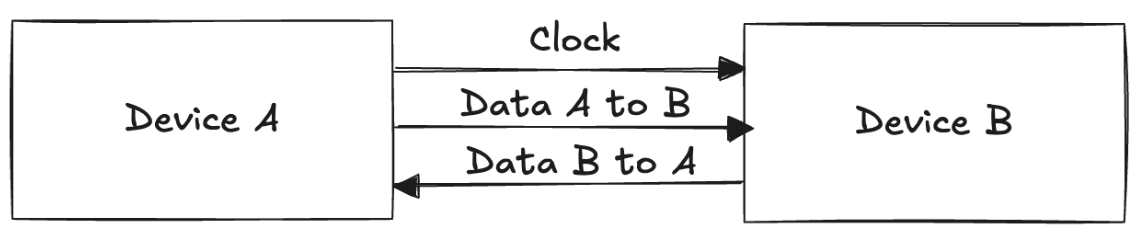 Device A
Clock
Data A to B
Data B to A
Device B